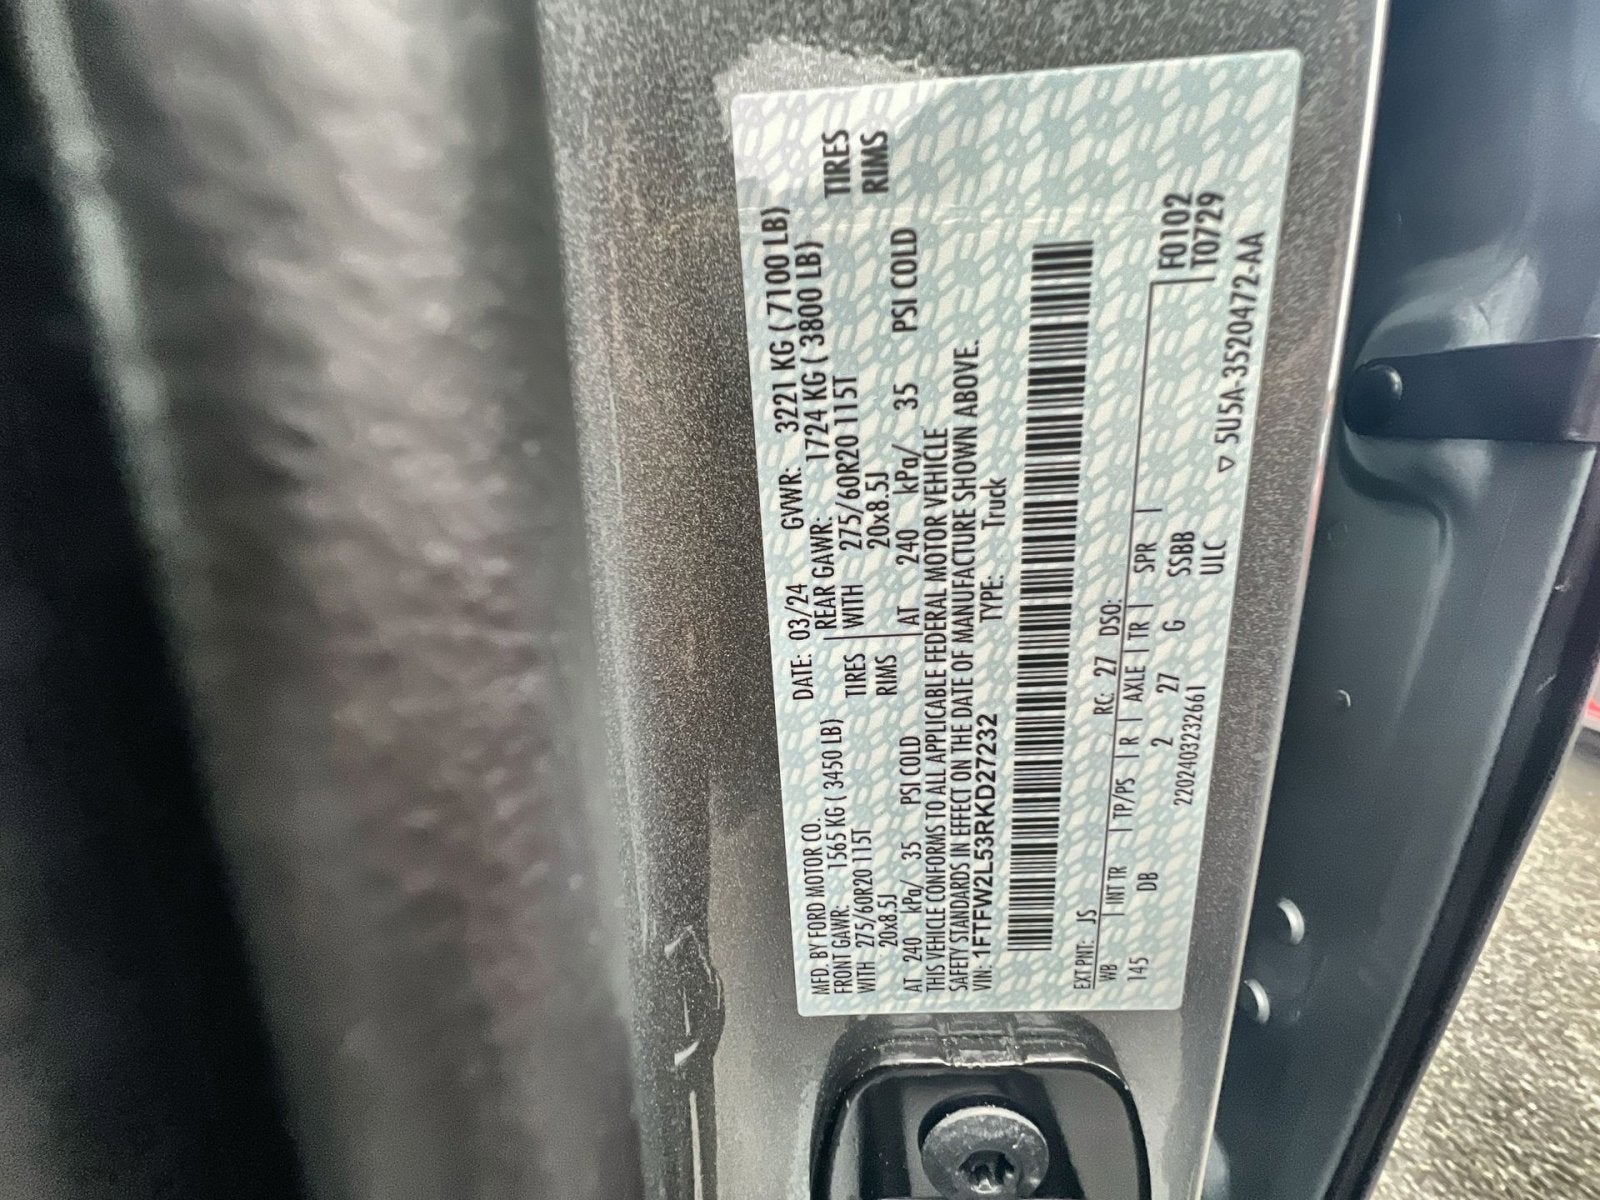 MFD. BY FORD MOTOR CO.
DATE: 03/24 GVWR: 3221 KG ( 7100 LB)
FRONT GAWR: 1565 KG ( 3450 LB) REAR GAWR: 1724 KG ( 3800 LB)
WITH 275/60R20 115T TIRES WITH 275/60R20 115T TIRES
20x8.5J RIMS 20x8.5J RIMS
AT 240 kPa/ 35 PSI COLD AT 240 kPa/ 35 PSI COLD
THIS VEHICLE CONFORMS TO ALL APPLICABLE FEDERAL MOTOR VEHICLE
SAFETY STANDARDS IN EFFECT ON THE DATE OF MANUFACTURE SHOWN ABOVE.
VIN: 1FTFW2L53RKD27232 TYPE: Truck
EXT PNT: JS RC: 27 DSO:
WB INT TR TP/PS R AXLE TR SPR F0102
145 DB 2 27 G SSBB T0729
2202403232661 ULC
5U5A-3520472-AA